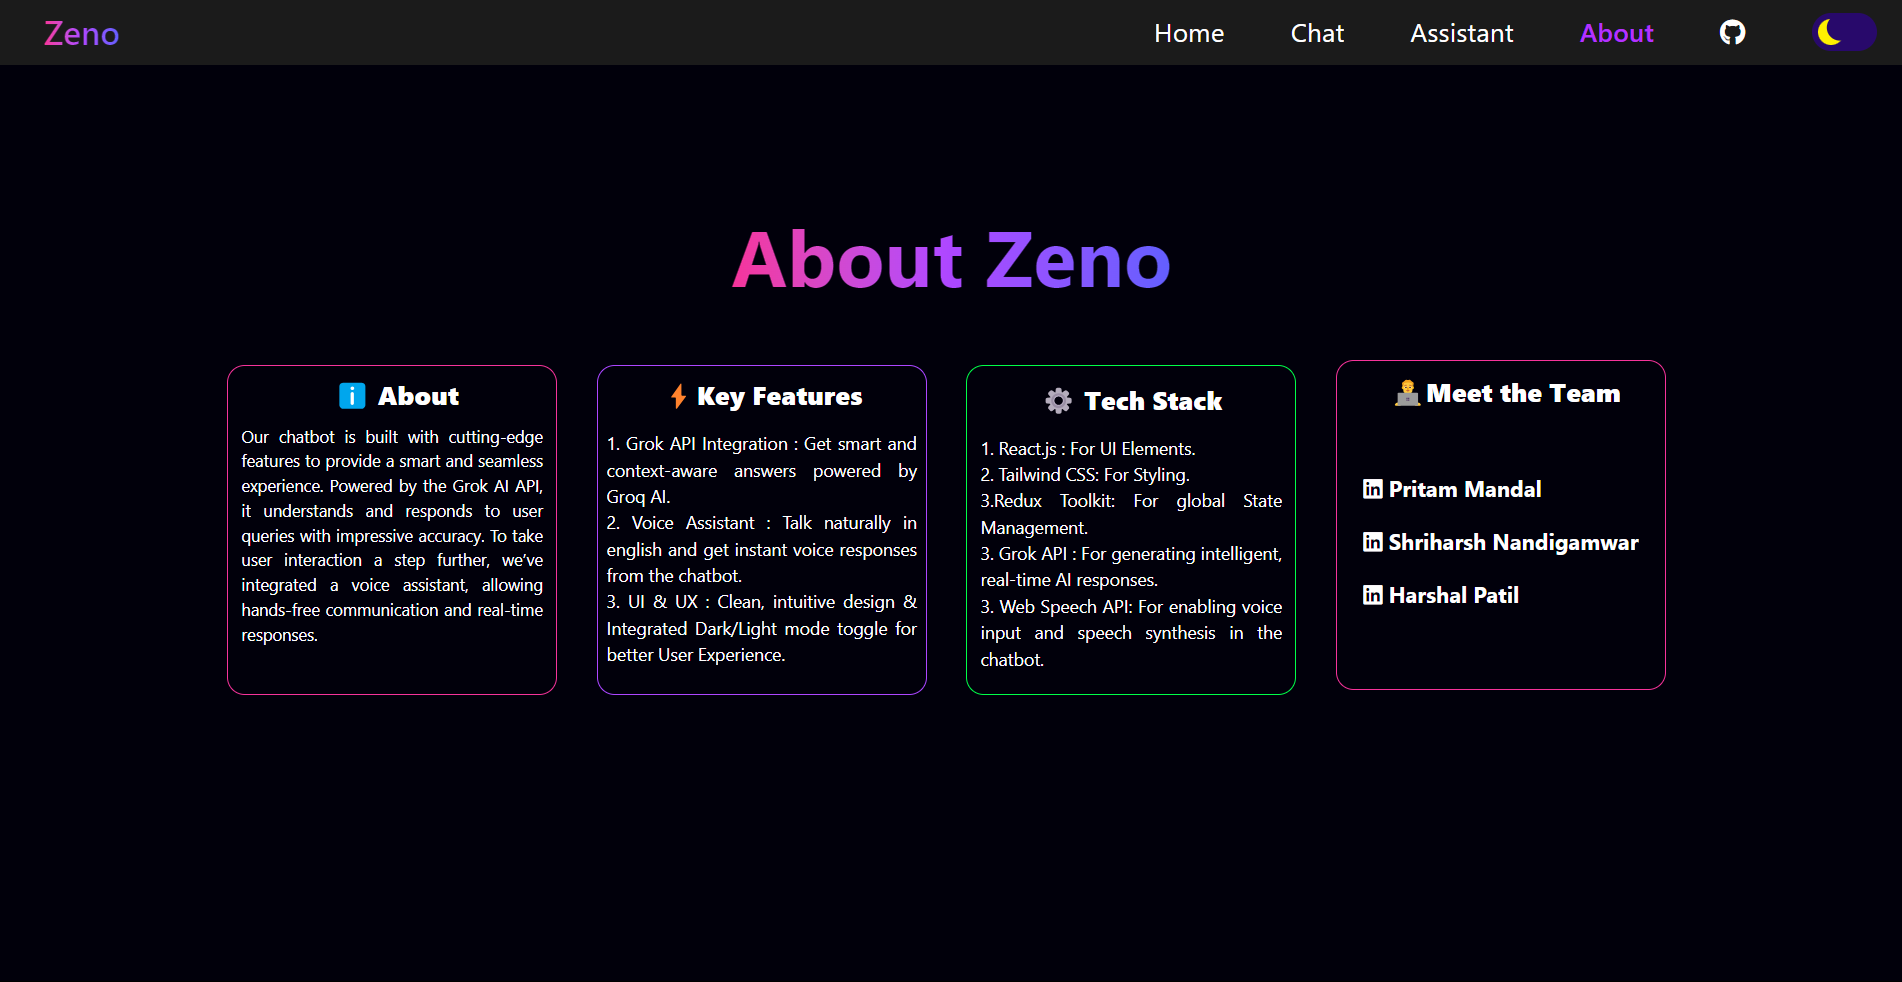 Zeno
Home Chat Assistant About
About Zeno
About
Our chatbot is built with cutting-edge
features to provide a smart and seamless
experience. Powered by the Grok AI API,
it understands and responds to user
queries with impressive accuracy. To take
user interaction a step further, we've
integrated a voice assistant, allowing
hands-free communication and real-time
responses.
Key Features
1. Grok API Integration : Get smart and
context-aware answers powered by
Groq AI.
2. Voice Assistant : Talk naturally in
english and get instant voice responses
from the chatbot.
3. UI & UX : Clean, intuitive design &
Integrated Dark/Light mode toggle for
better User Experience.
Tech Stack
1. React.js : For UI Elements.
2. Tailwind CSS: For Styling.
3.Redux Toolkit: For global State
Management.
3. Grok API : For generating intelligent,
real-time AI responses.
3. Web Speech API: For enabling voice
input and speech synthesis in the
chatbot.
Meet the Team
in Pritam Mandal
in Shriharsh Nandigamwar
in Harshal Patil